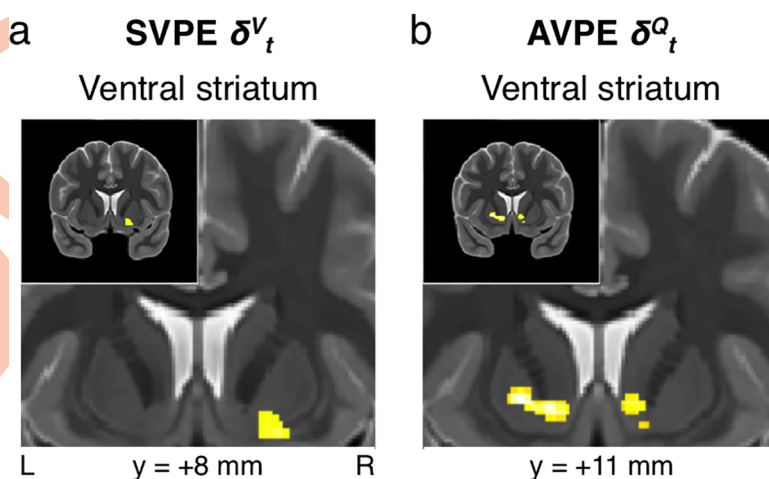 a
SVPE δᵛₜ
Ventral striatum
L
y = +8 mm
R
b
AVPE δQₜ
Ventral striatum
y = +11 mm